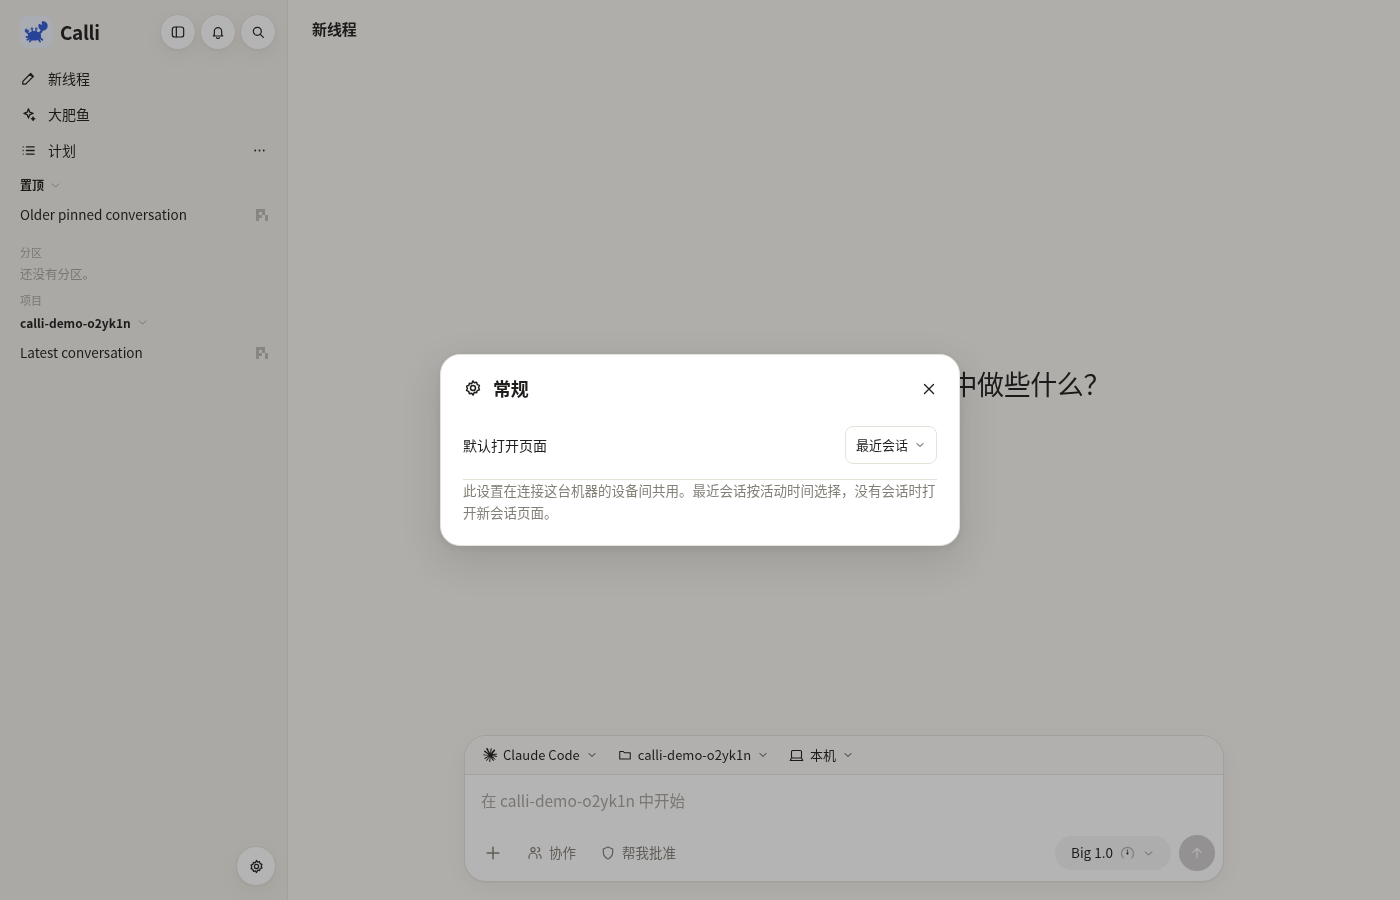 Calli
新线程
大肥鱼
计划
置顶
Older pinned conversation
分区
还没有分区。
项目
calli-demo-o2yk1n
Latest conversation
新线程
中做些什么？
常规
默认打开页面
最近会话
此设置在连接这台机器的设备间共用。最近会话按活动时间选择，没有会话时打
开新会话页面。
Claude Code
calli-demo-o2yk1n
本机
在 calli-demo-o2yk1n 中开始
协作
帮我批准
Big 1.0